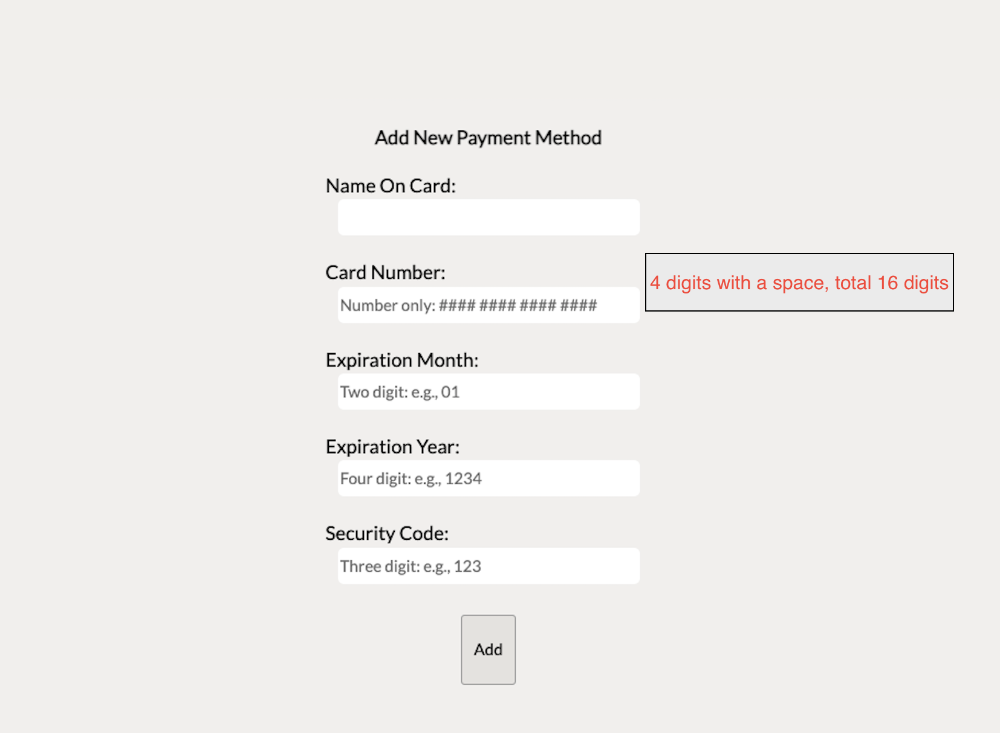 Add New Payment Method
Name On Card:
Card Number:
4 digits with a space, total 16 digits
Number only: #### #### #### ####
Expiration Month:
Two digit: e.g., 01
Expiration Year:
Four digit: e.g., 1234
Security Code:
Three digit: e.g., 123
Add